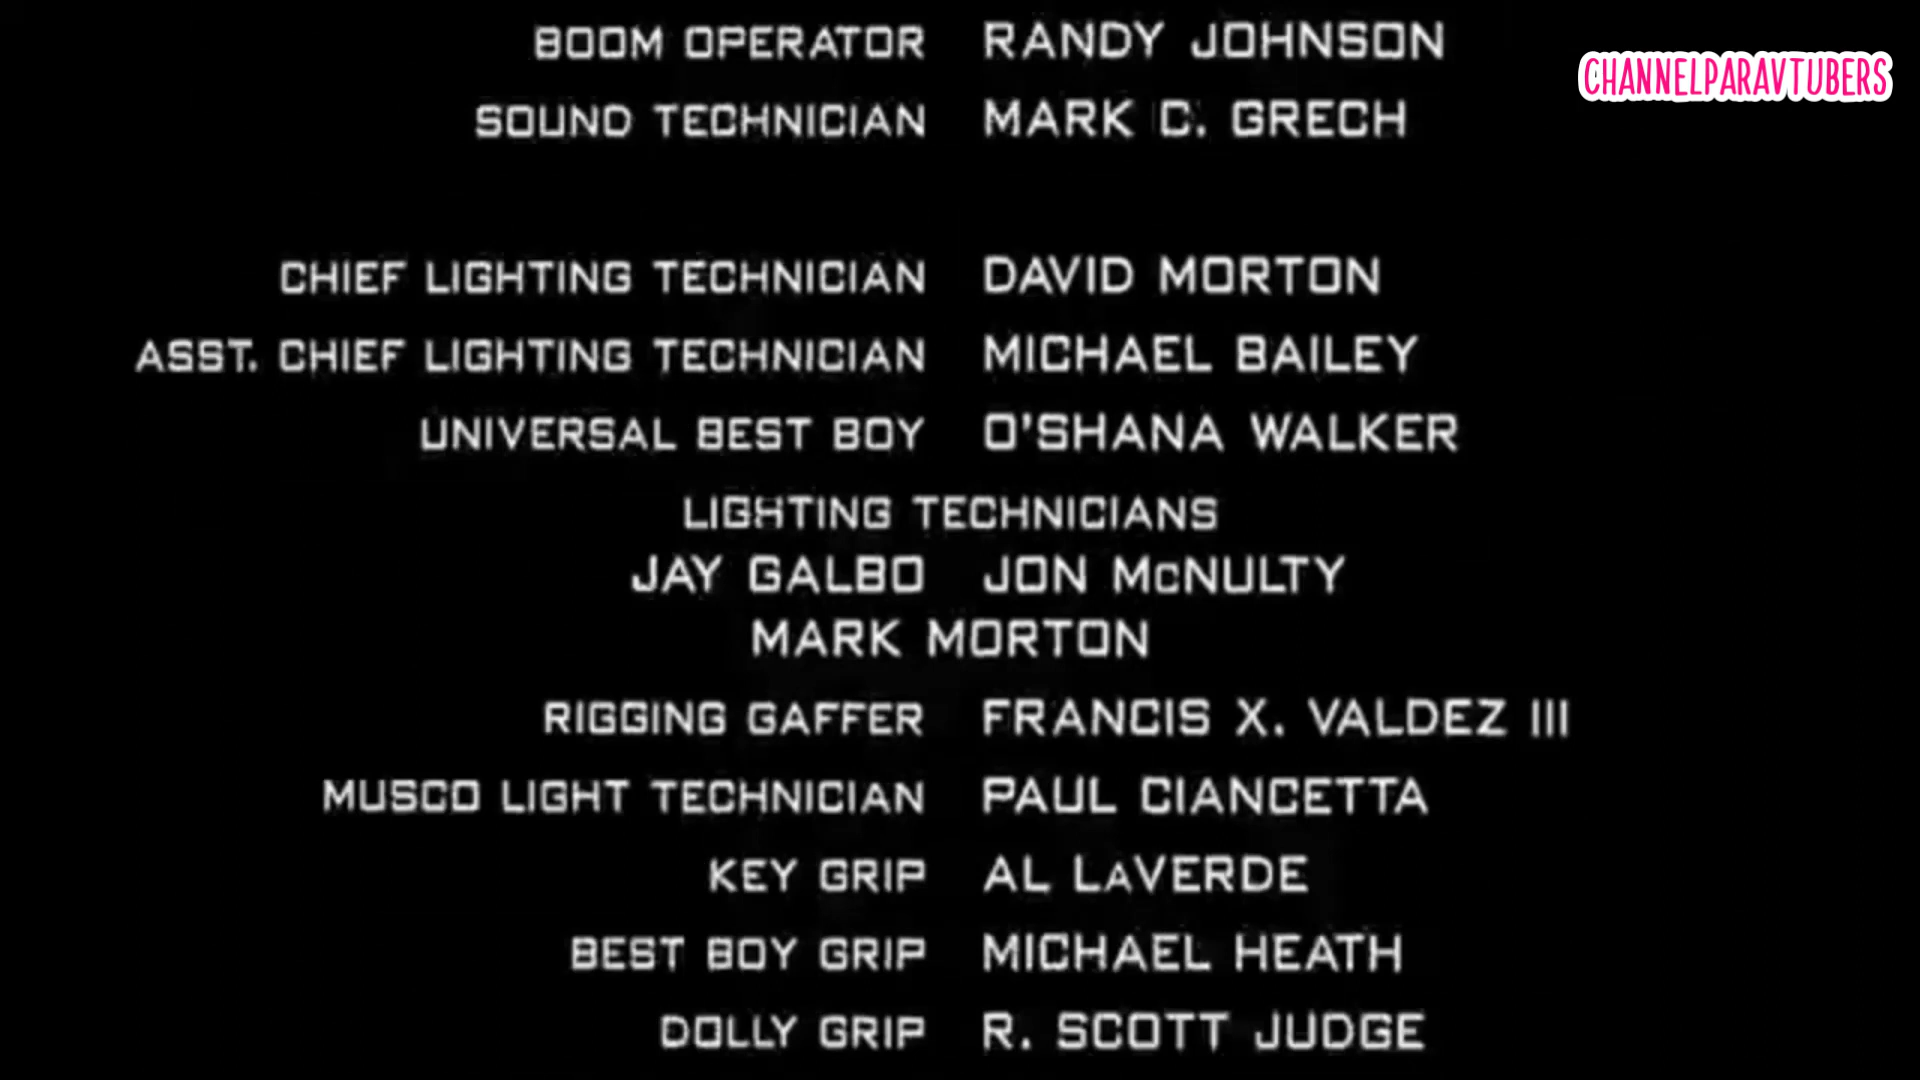 BOOM OPERATOR RANDY JOHNSON
CHANNELPARAVTUBERS
SOUND TECHNICIAN MARK C. GRECH
CHIEF LIGHTING TECHNICIAN DAVID MORTON
ASST. CHIEF LIGHTING TECHNICIAN MICHAEL BAILEY
UNIVERSAL BEST BOY O'SHANA WALKER
LIGHTING TECHNICIANS
JAY GALBO JON McNULTY
MARK MORTON
RIGGING GAFFER FRANCIS X. VALDEZ III
MUSCO LIGHT TECHNICIAN PAUL CIANCETTA
KEY GRIP AL LaVERDE
BEST BOY GRIP MICHAEL HEATH
DOLLY GRIP R. SCOTT JUDGE